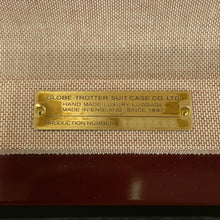 GLOBE-TROTTER SUIT CASE CO. LTD.
HAND MADE LUXURY LUGGAGE
MADE IN ENGLAND SINCE 1897
PRODUCTION NUMBER